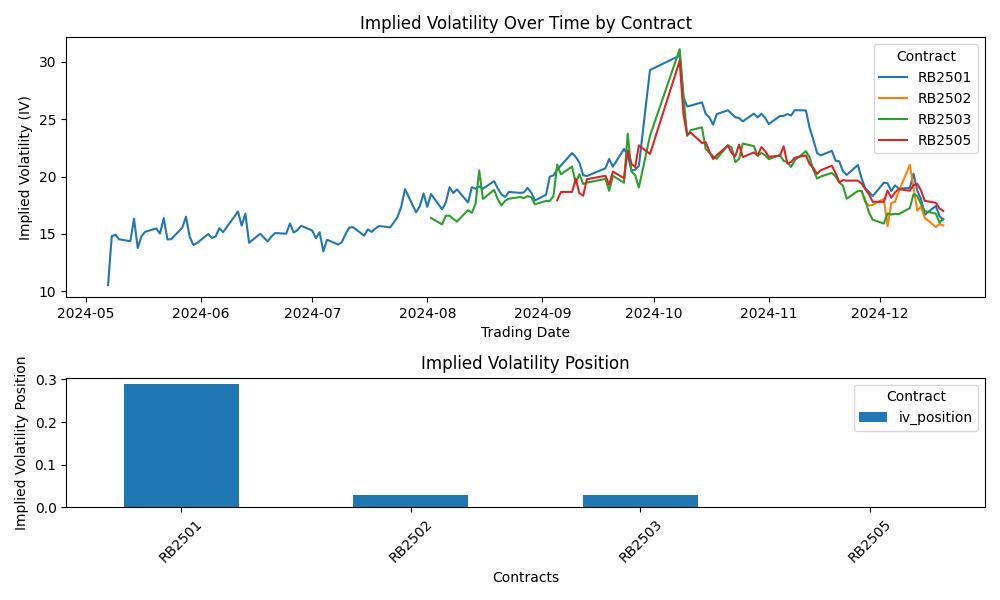 Implied Volatility Over Time by Contract
Implied Volatility (IV)
30
25
20
15
10
Contract
RB2501
RB2502
RB2503
RB2505
2024-05
2024-06
2024-07
2024-08
2024-09
2024-10
2024-11
2024-12
Trading Date
Implied Volatility Position
Implied Volatility Position
0.3
0.2
0.1
0.0
Contract
iv_position
RB2501
RB2502
RB2503
RB2505
Contracts